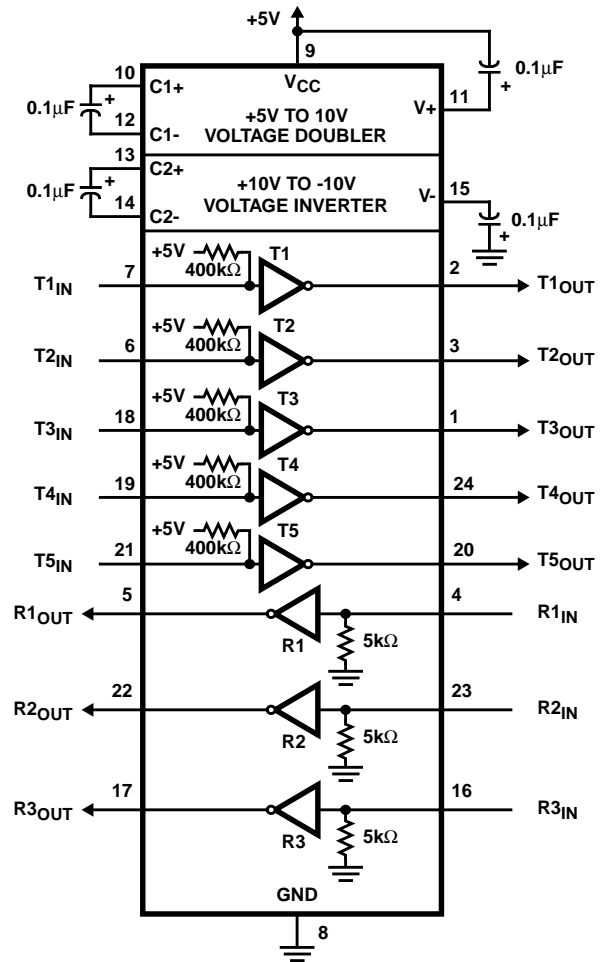 +5V
9
VCC
10
C1+
0.1µF
+
12
C1-
+5V TO 10V
VOLTAGE DOUBLER
V+
11
0.1µF
+
13
C2+
0.1µF
+
14
C2-
+10V TO -10V
VOLTAGE INVERTER
V-
15
0.1µF
+
T1IN
7
+5V
400kΩ
T1
2
T1OUT
T2IN
6
+5V
400kΩ
T2
3
T2OUT
T3IN
18
+5V
400kΩ
T3
1
T3OUT
T4IN
19
+5V
400kΩ
T4
24
T4OUT
T5IN
21
+5V
400kΩ
T5
20
T5OUT
R1OUT
5
R1
5kΩ
4
R1IN
R2OUT
22
R2
5kΩ
23
R2IN
R3OUT
17
R3
5kΩ
16
R3IN
GND
8